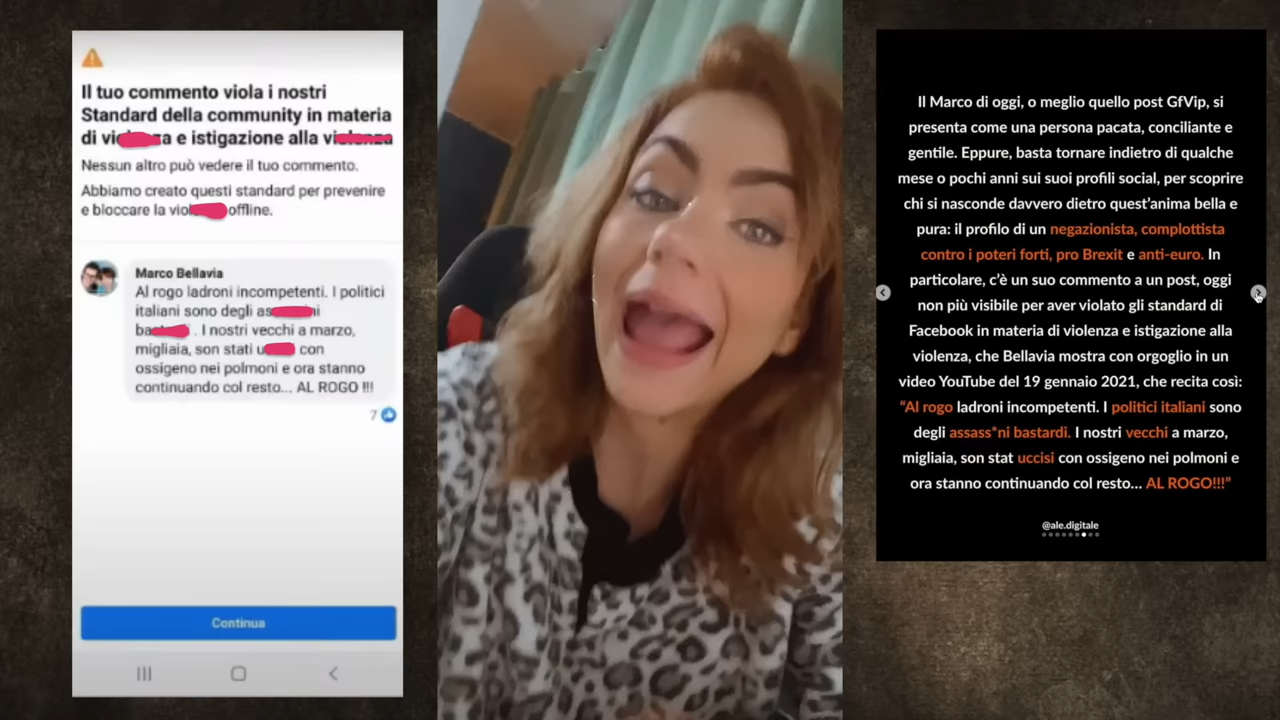 Il tuo commento viola i nostri
Standard della community in materia
di vi a e istigazione alla
Nessun altro può vedere il tuo commento.
Abbiamo creato questi standard per prevenire
e bloccare la viol offline.
Marco Bellavia
Al rogo ladroni incompetenti. I politici
italiani sono degli as ni
ba i . I nostri vecchi a marzo,
migliaia, son stati u con
ossigeno nei polmoni e ora stanno
continuando col resto... AL ROGO !!!
7
Continua
Il Marco di oggi, o meglio quello post GfVip, si
presenta come una persona pacata, conciliante e
gentile. Eppure, basta tornare indietro di qualche
mese o pochi anni sui suoi profili social, per scoprire
chi si nasconde davvero dietro quest'anima bella e
pura: il profilo di un negazionista, complottista
contro i poteri forti, pro Brexit e anti-euro. In
particolare, c'è un suo commento a un post, oggi
non più visibile per aver violato gli standard di
Facebook in materia di violenza e istigazione alla
violenza, che Bellavia mostra con orgoglio in un
video YouTube del 19 gennaio 2021, che recita così:
“Al rogo ladroni incompetenti. I politici italiani sono
degli assass*ni bastardi. I nostri vecchi a marzo,
migliaia, son stat uccisi con ossigeno nei polmoni e
ora stanno continuando col resto... AL ROGO!!!”
@ale.digitale